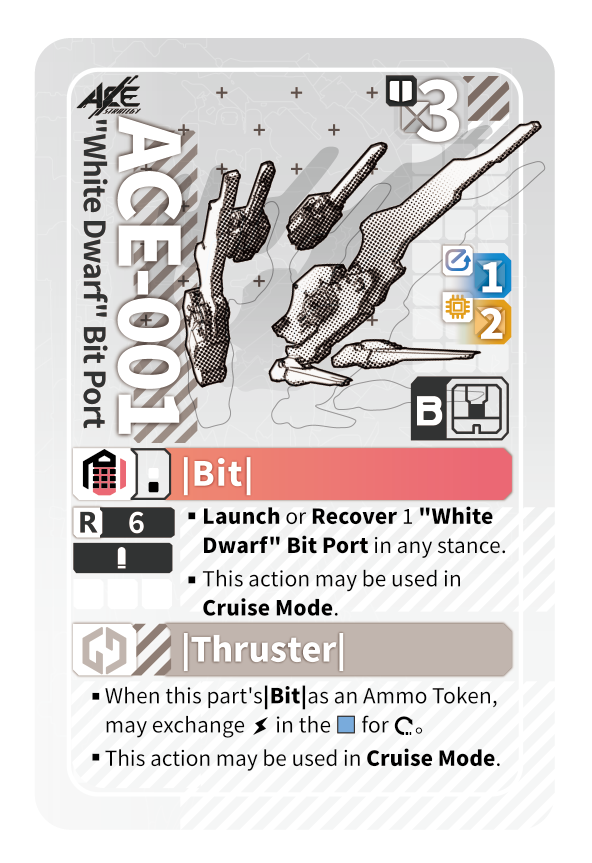 ACE
STRATEGY
3
ACE-001
"White Dwarf" Bit Port
1
2
B
|Bit|
R 6
▪ Launch or Recover 1 "White
Dwarf" Bit Port in any stance.
▪ This action may be used in
Cruise Mode.
|Thruster|
▪ When this part's|Bit|as an Ammo Token,
may exchange in the for 。
▪ This action may be used in Cruise Mode.